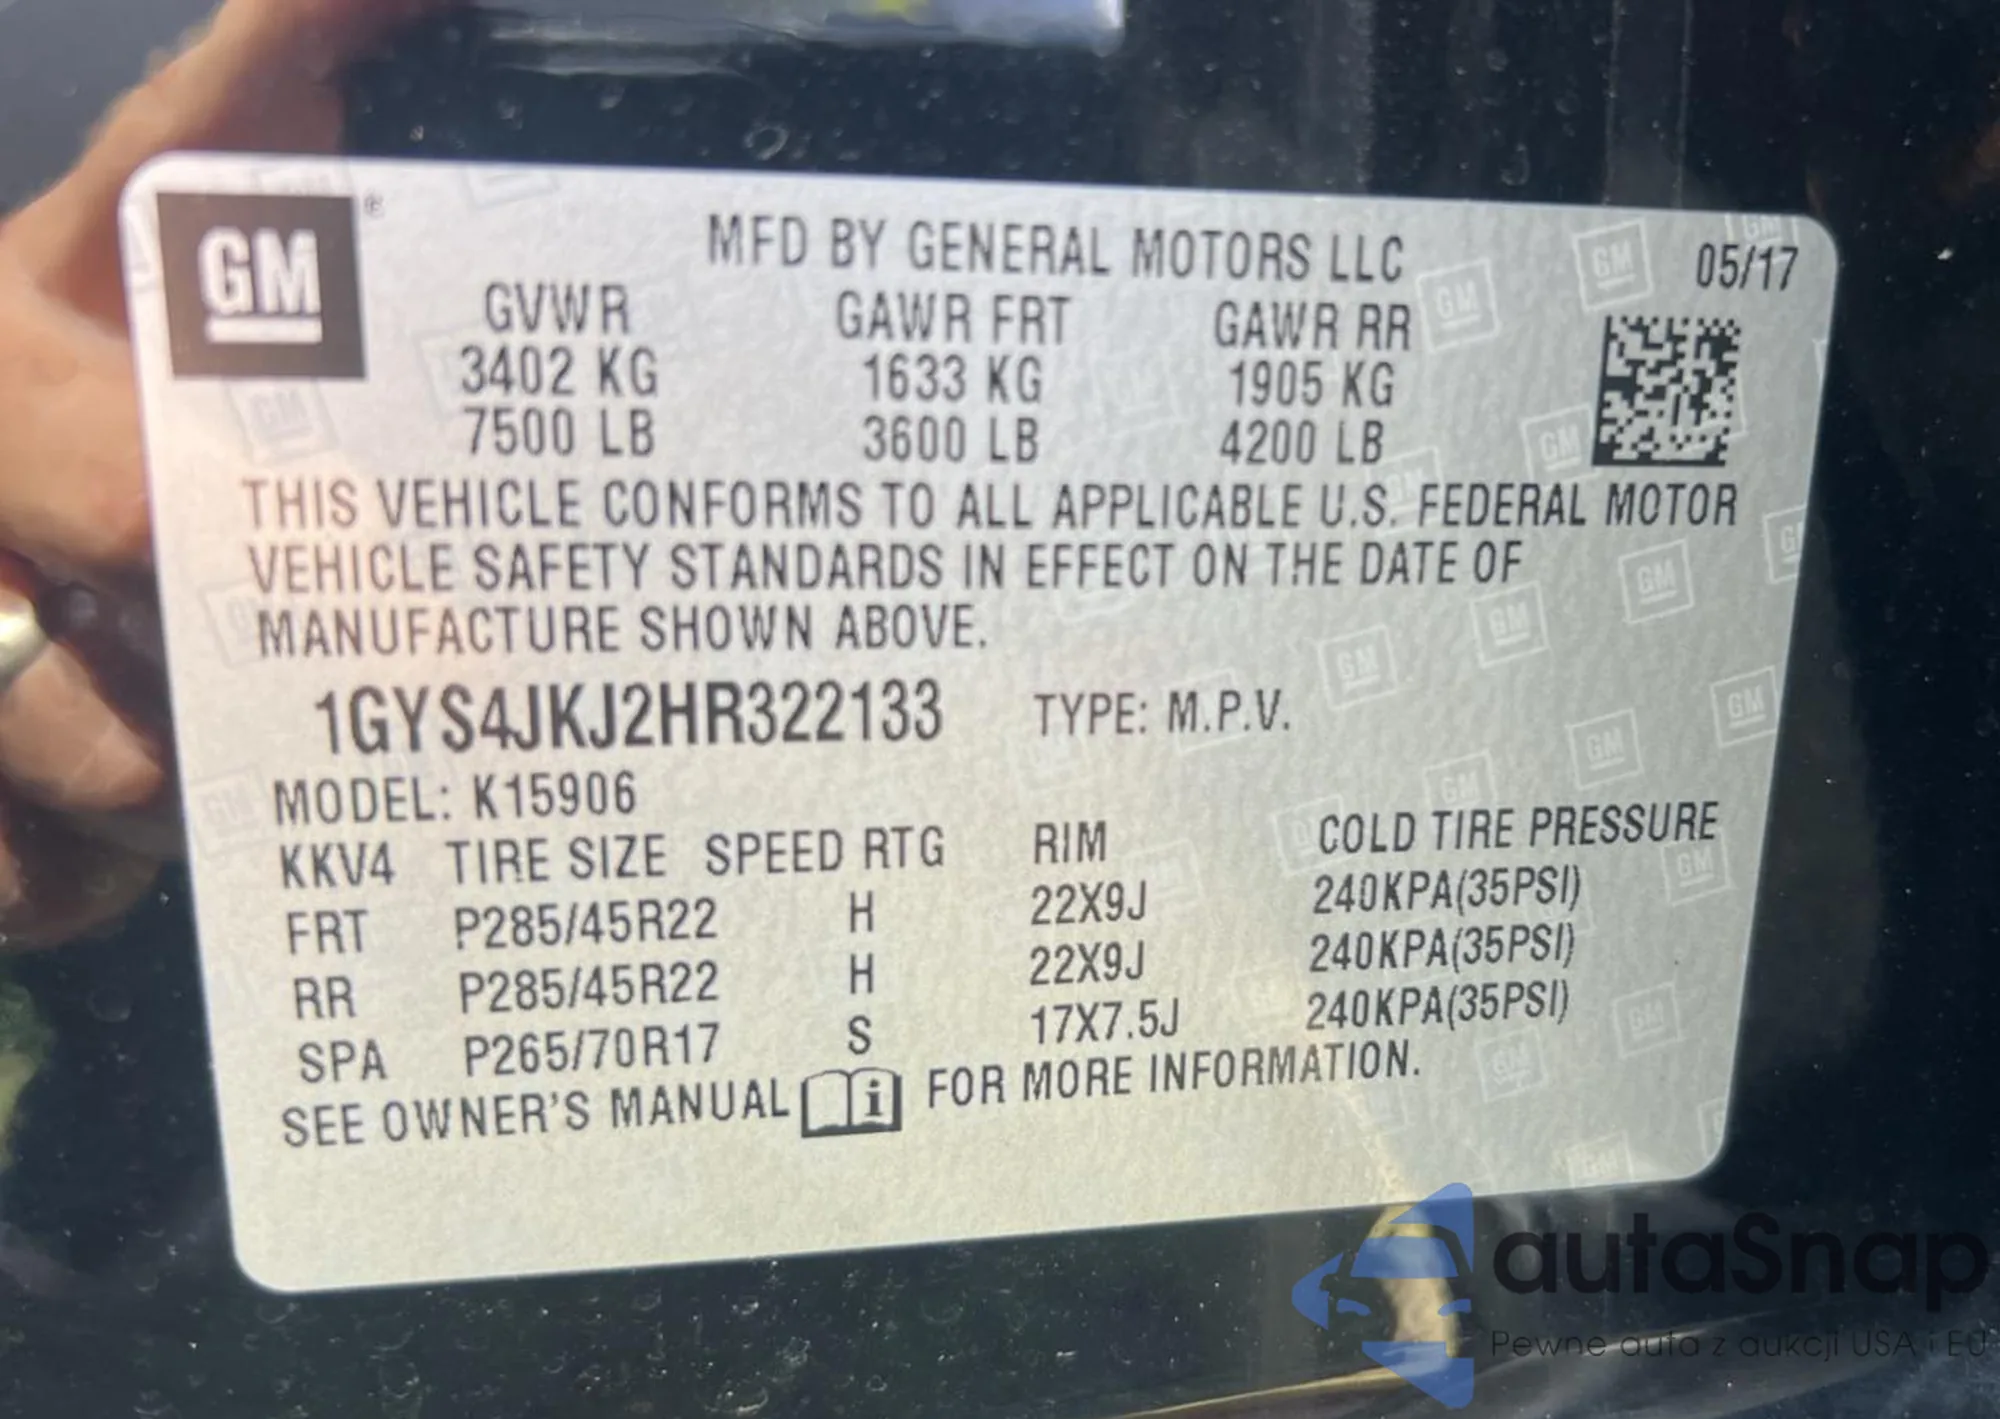 GM
MFD BY GENERAL MOTORS LLC 05/17
GVWR GAWR FRT GAWR RR
3402 KG 1633 KG 1905 KG
7500 LB 3600 LB 4200 LB
THIS VEHICLE CONFORMS TO ALL APPLICABLE U.S. FEDERAL MOTOR
VEHICLE SAFETY STANDARDS IN EFFECT ON THE DATE OF
MANUFACTURE SHOWN ABOVE.
1GYS4JKJ2HR322133 TYPE: M.P.V.
MODEL: K15906
KKV4 TIRE SIZE SPEED RTG RIM COLD TIRE PRESSURE
FRT P285/45R22 H 22X9J 240KPA(35PSI)
RR P285/45R22 H 22X9J 240KPA(35PSI)
SPA P265/70R17 S 17X7.5J 240KPA(35PSI)
SEE OWNER'S MANUAL i FOR MORE INFORMATION.
autaSnap
Pewne auta z aukcji USA i EU